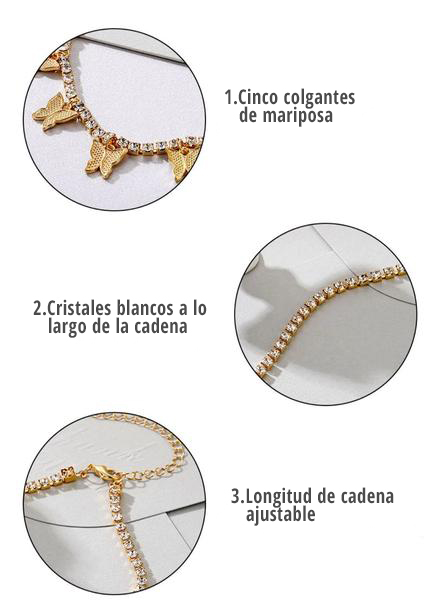 1.Cinco colgantes
de mariposa
2.Cristales blancos a lo
largo de la cadena
3.Longitud de cadena
ajustable